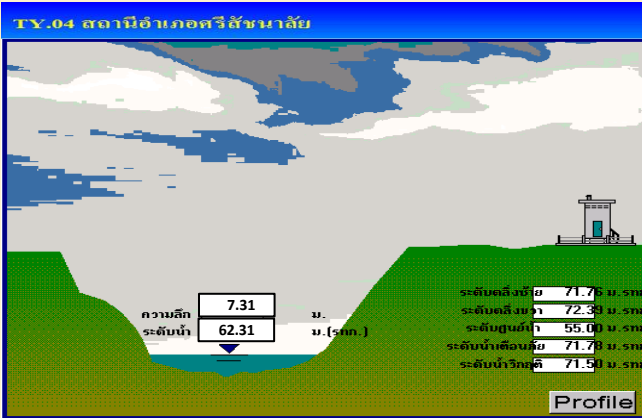 TY.04 สถานีอำเภอศรีสัชนาลัย
ความลึก 7.31 ม.
ระดับน้ำ 62.31 ม.(รทก.)
ระดับตลิ่งซ้าย 71.76 ม.รทก
ระดับตลิ่งขวา 72.39 ม.รทก
ระดับศูนย์น้ำ 55.00 ม.รทก
ระดับน้ำเตือนภัย 71.78 ม.รทก
ระดับน้ำวิกฤติ 71.50 ม.รทก
Profile